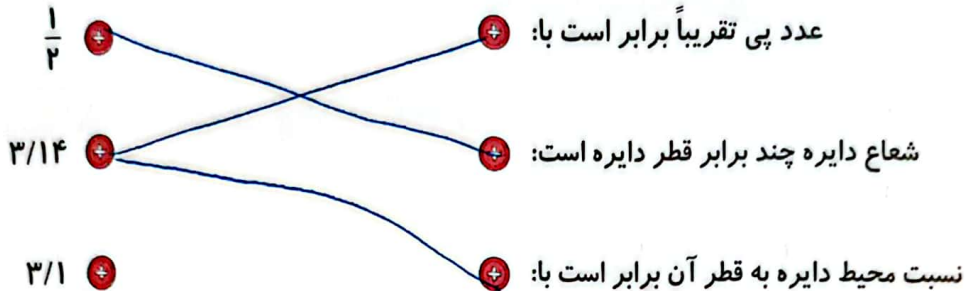 عدد پی تقریباً برابر است با:
۱/۲
شعاع دایره چند برابر قطر دایره است:
۳/۱۴
نسبت محیط دایره به قطر آن برابر است با:
۳/۱